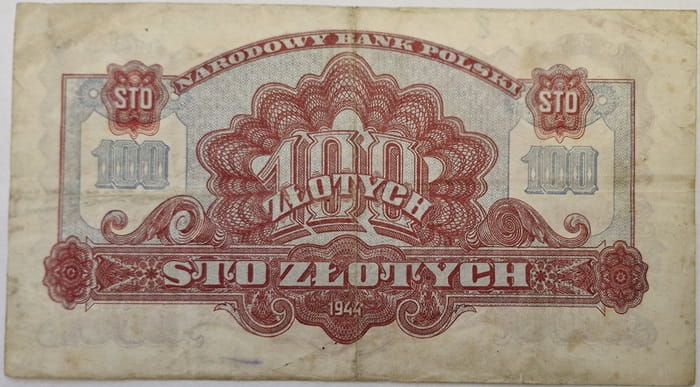 NARODOWY BANK POLSKI
STO
STO
100
100
100
ZŁOTYCH
STO ZŁOTYCH
1944